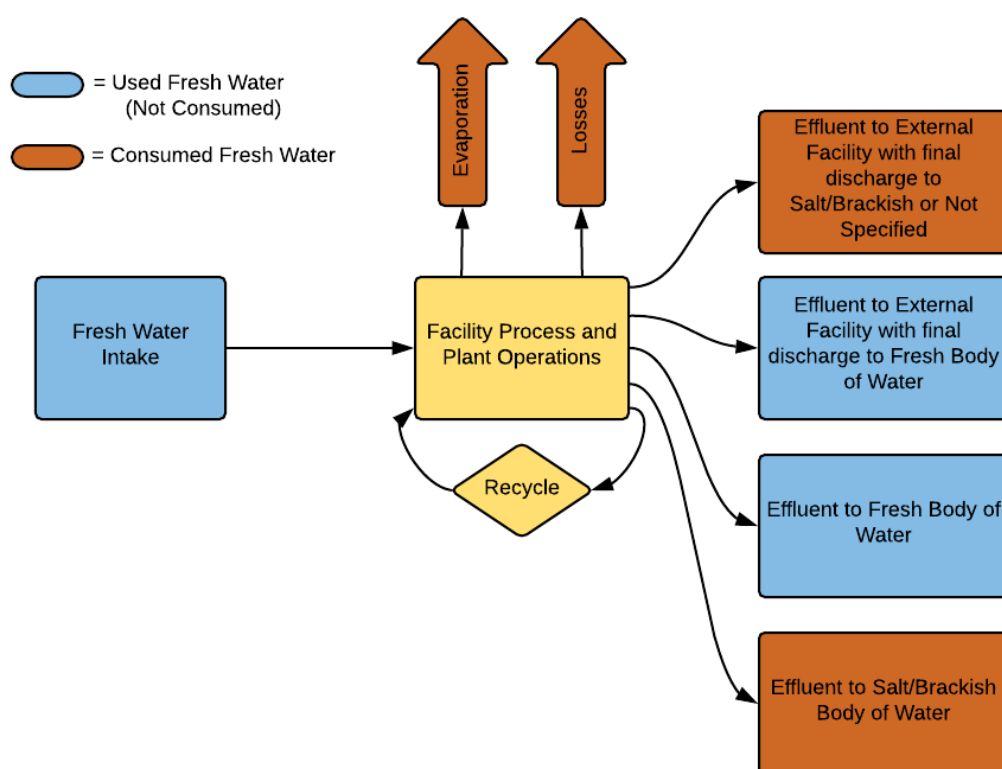 = Used Fresh Water
(Not Consumed)
= Consumed Fresh Water
Evaporation
Losses
Fresh Water
Intake
Facility Process and
Plant Operations
Recycle
Effluent to External
Facility with final
discharge to
Salt/Brackish or Not
Specified
Effluent to External
Facility with final
discharge to Fresh Body
of Water
Effluent to Fresh Body of
Water
Effluent to Salt/Brackish
Body of Water